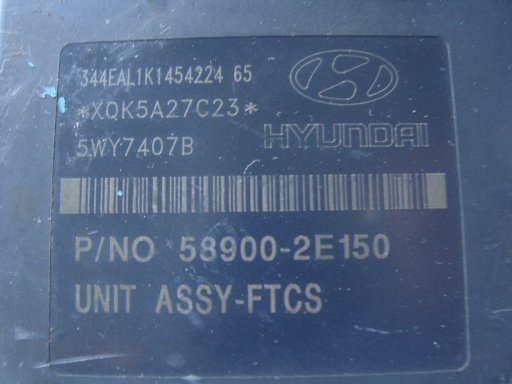 344EAL1K1454224 65
*XQK5A27C23*
5WY7407B
HYUNDAI
P/NO 58900-2E150
UNIT ASSY-FTCS